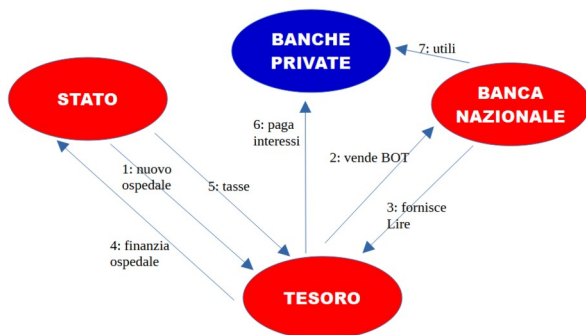 BANCHE
PRIVATE
7: utili
STATO
BANCA
NAZIONALE
6: paga
interessi
1: nuovo
ospedale
2: vende BOT
5: tasse
3: fornisce
Lire
4: finanzia
ospedale
TESORO